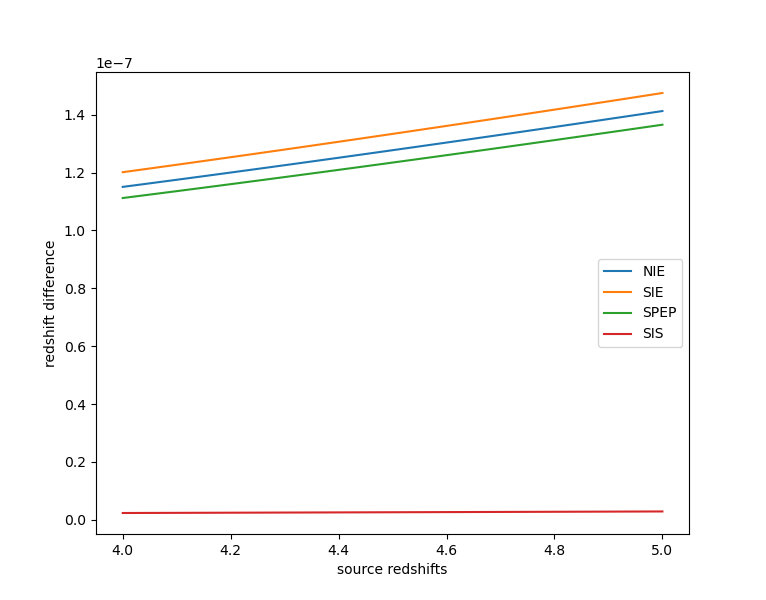 1e−7
1.4
1.2
1.0
0.8
0.6
0.4
0.2
0.0
redshift difference
4.0 4.2 4.4 4.6 4.8 5.0
source redshifts
NIE
SIE
SPEP
SIS